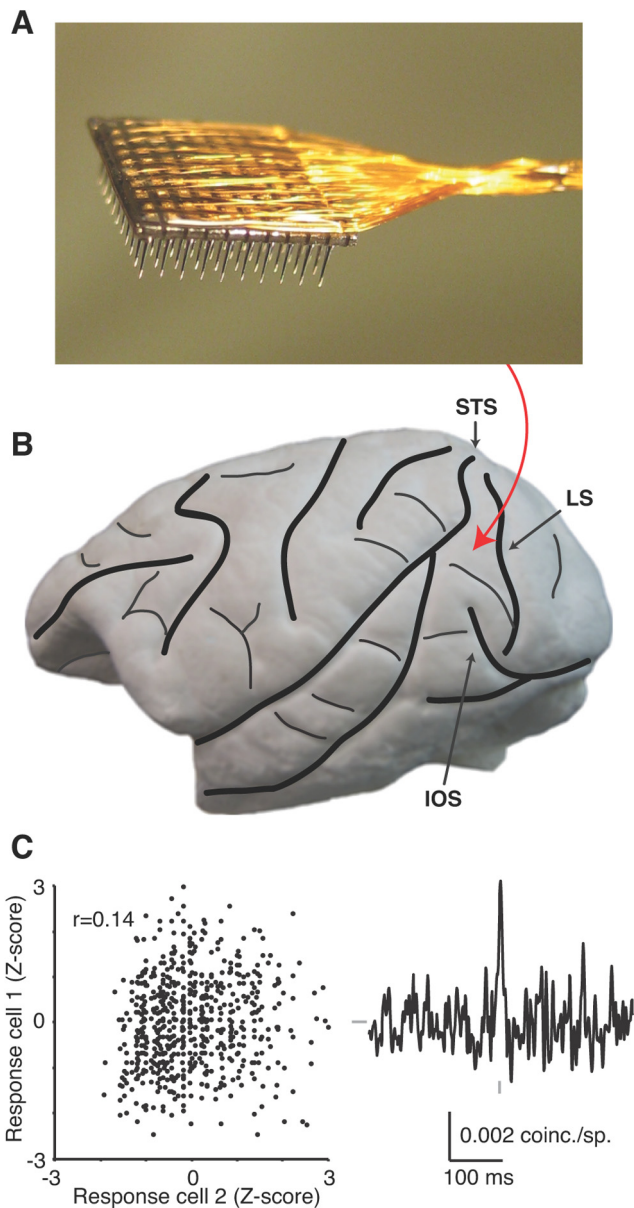 A
B
STS
LS
IOS
C
3
r=0.14
Response cell 1 (Z-score)
0
-3
-3
0
3
Response cell 2 (Z-score)
0.002 coinc./sp.
100 ms